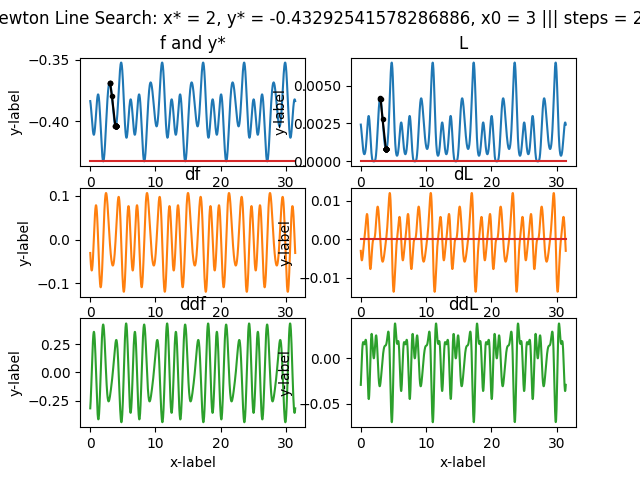 ewton Line Search: x* = 2, y* = -0.43292541578286886, x0 = 3 ||| steps = 2
f and y*
L
−0.35
−0.40
y-label
0 10 20 30
0.0050
0.0025
0.0000
y-label
0 10 20 30
df
dL
0.1
0.0
−0.1
y-label
0 10 20 30
0.01
0.00
−0.01
y-label
0 10 20 30
ddf
ddL
0.25
0.00
−0.25
y-label
0 10 20 30
x-label
0.00
−0.05
y-label
0 10 20 30
x-label